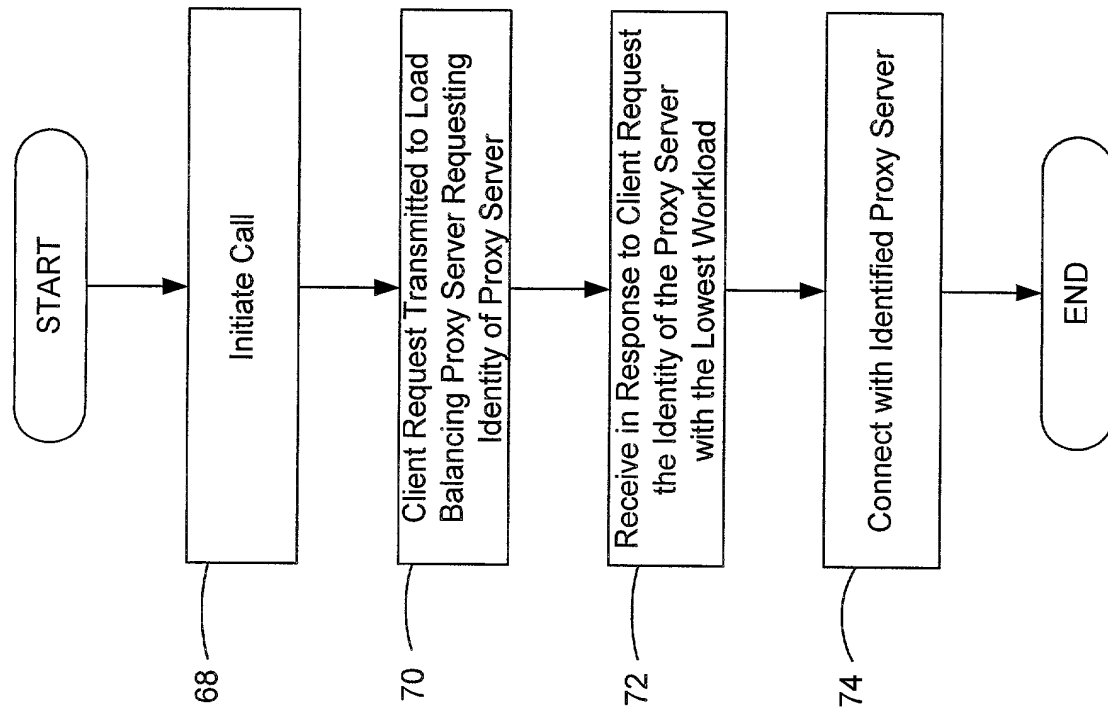 START
68
Initiate Call
70
Client Request Transmitted to Load
Balancing Proxy Server Requesting
Identity of Proxy Server
72
Receive in Response to Client Request
the Identity of the Proxy Server
with the Lowest Workload
74
Connect with Identified Proxy Server
END